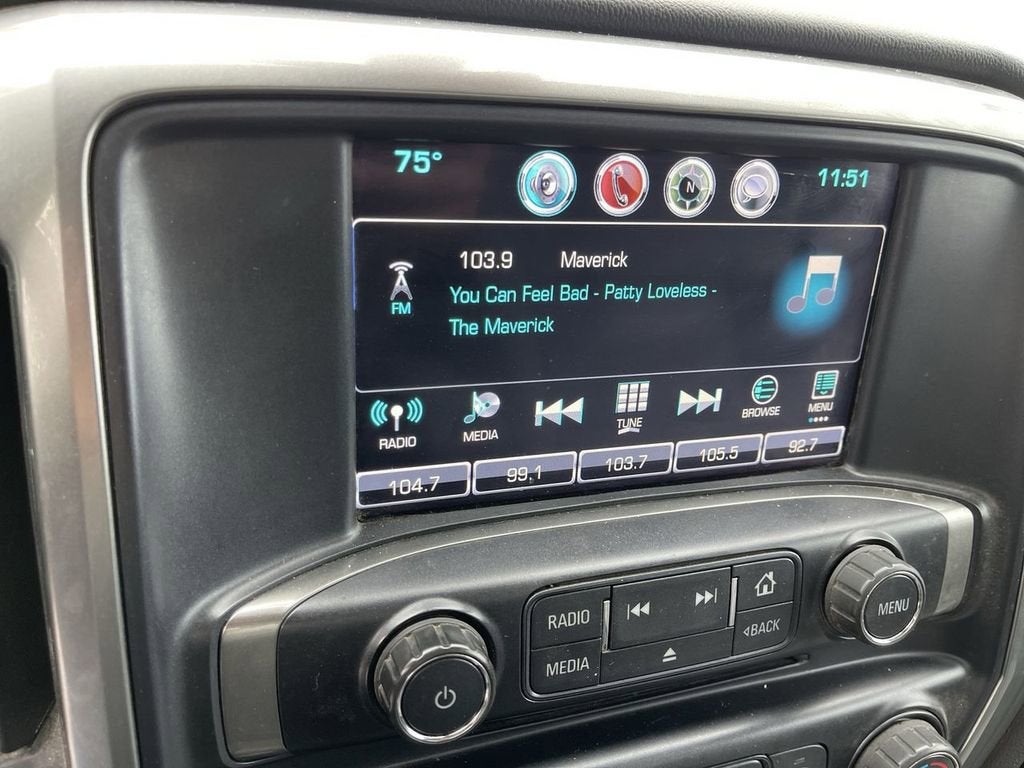 75° N 11:51
103.9 Maverick
You Can Feel Bad - Patty Loveless -
The Maverick
FM
RADIO MEDIA TUNE BROWSE MENU
104.7 99.1 103.7 105.5 92.7
RADIO
MEDIA
BACK
MENU